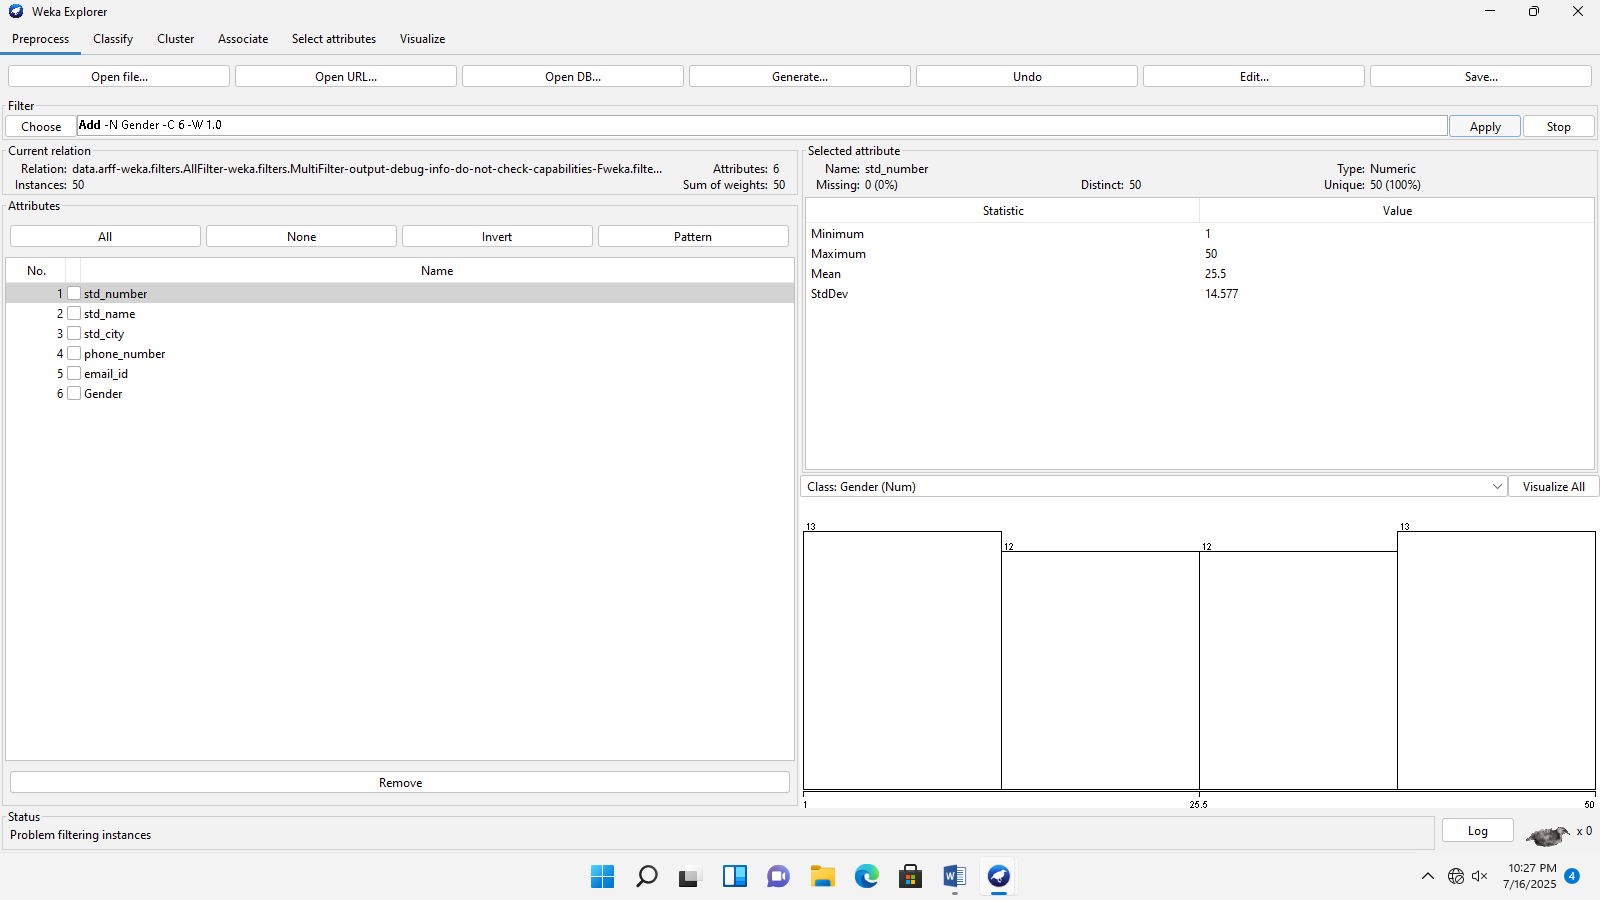 Weka Explorer
Preprocess Classify Cluster Associate Select attributes Visualize
Open file... Open URL... Open DB... Generate... Undo Edit... Save...
Filter
Choose Add -N Gender -C 6 -W 1.0 Apply Stop
Current relation
Relation: data.arff-weka.filters.AllFilter-weka.filters.MultiFilter-output-debug-info-do-not-check-capabilities-Fweka.filte... Attributes: 6
Instances: 50 Sum of weights: 50
Attributes
All None Invert Pattern
No. Name
1 std_number
2 std_name
3 std_city
4 phone_number
5 email_id
6 Gender
Remove
Selected attribute
Name: std_number Type: Numeric
Missing: 0 (0%) Distinct: 50 Unique: 50 (100%)
Statistic Value
Minimum 1
Maximum 50
Mean 25.5
StdDev 14.577
Class: Gender (Num) Visualize All
13 12 12 13
1 25.5 50
Status
Problem filtering instances
Log x 0
10:27 PM
7/16/2025
4